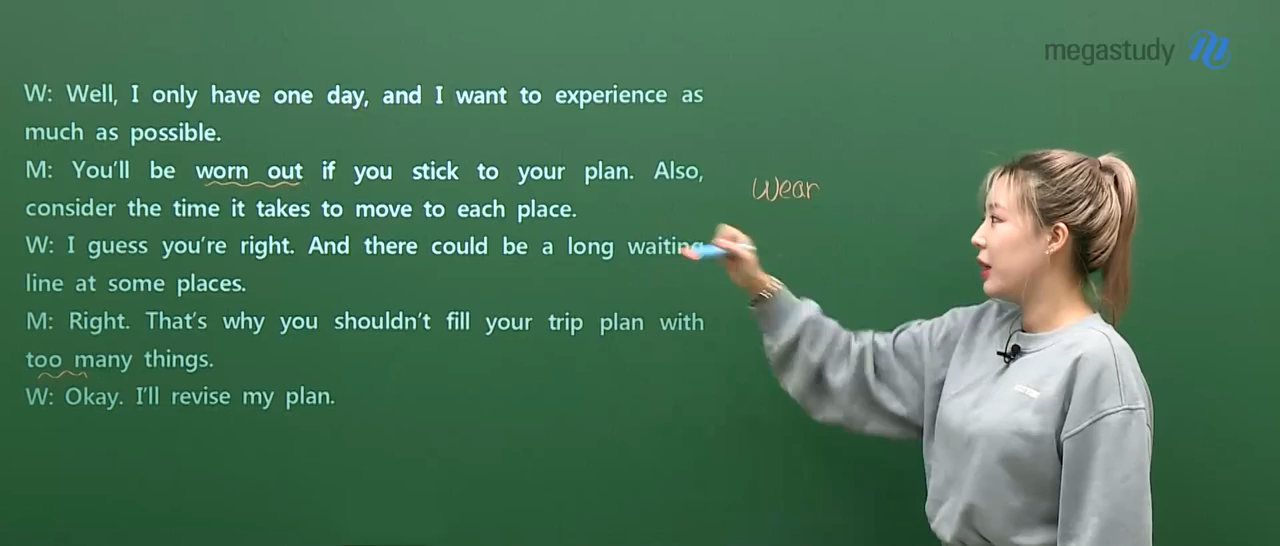 megastudy
W: Well, I only have one day, and I want to experience as
much as possible.
M: You'll be worn out if you stick to your plan. Also,
consider the time it takes to move to each place.
wear
W: I guess you're right. And there could be a long waiting
line at some places.
M: Right. That's why you shouldn't fill your trip plan with
too many things.
W: Okay. I'll revise my plan.